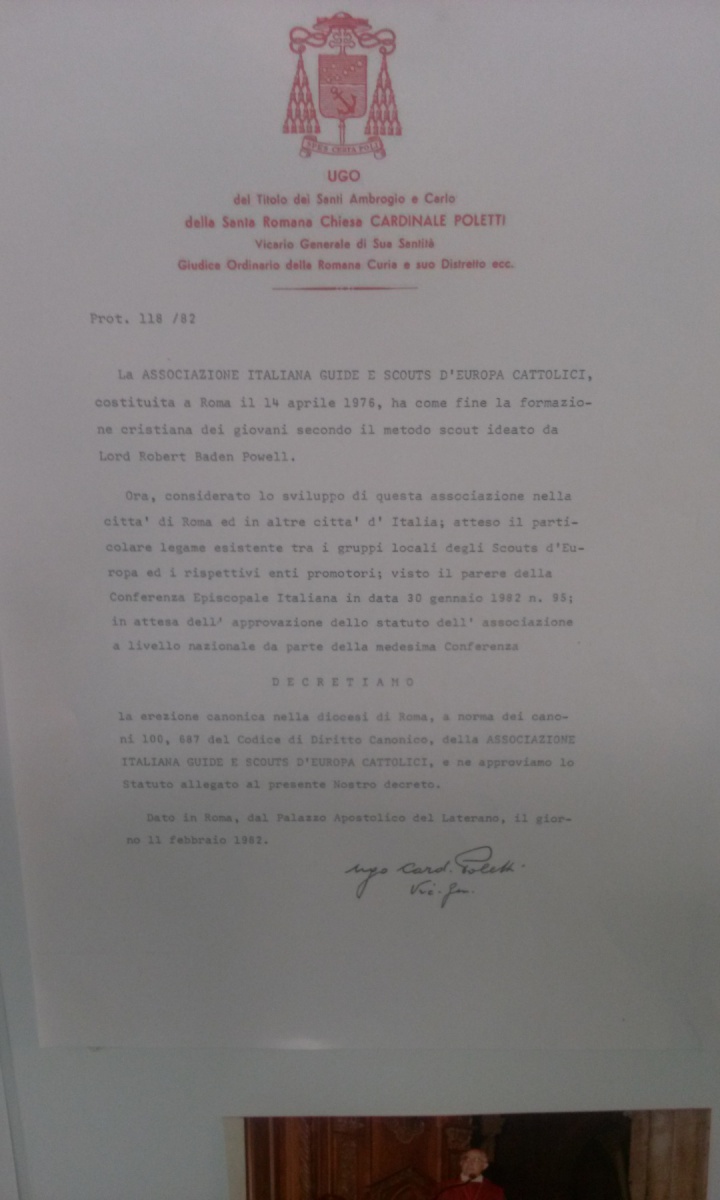 UGO
del Titolo dei Santi Ambrogio e Carlo
della Santa Romana Chiesa CARDINALE POLETTI
Vicario Generale di Sua Santità
Giudice Ordinario della Romana Curia e suo Distretto ecc.
Prot. 118 /82
La ASSOCIAZIONE ITALIANA GUIDE E SCOUTS D'EUROPA CATTOLICI,
costituita a Roma il 14 aprile 1976, ha come fine la formazio-
ne cristiana dei giovani secondo il metodo scout ideato da
Lord Robert Baden Powell.
Ora, considerato lo sviluppo di questa associazione nella
citta' di Roma ed in altre citta' d' Italia; atteso il parti-
colare legame esistente tra i gruppi locali degli Scouts d'Eu-
ropa ed i rispettivi enti promotori; visto il parere della
Conferenza Episcopale Italiana in data 30 gennaio 1982 n. 95;
in attesa dell' approvazione dello statuto dell' associazione
a livello nazionale da parte della medesima Conferenza
D E C R E T I A M O
la erezione canonica nella diocesi di Roma, a norma dei cano-
ni 100, 687 del Codice di Diritto Canonico, della ASSOCIAZIONE
ITALIANA GUIDE E SCOUTS D'EUROPA CATTOLICI, e ne approviamo lo
Statuto allegato al presente Nostro decreto.
Dato in Roma, dal Palazzo Apostolico del Laterano, il gior-
no 11 febbraio 1982.
Ugo Card. Poletti
Vic. Gen.